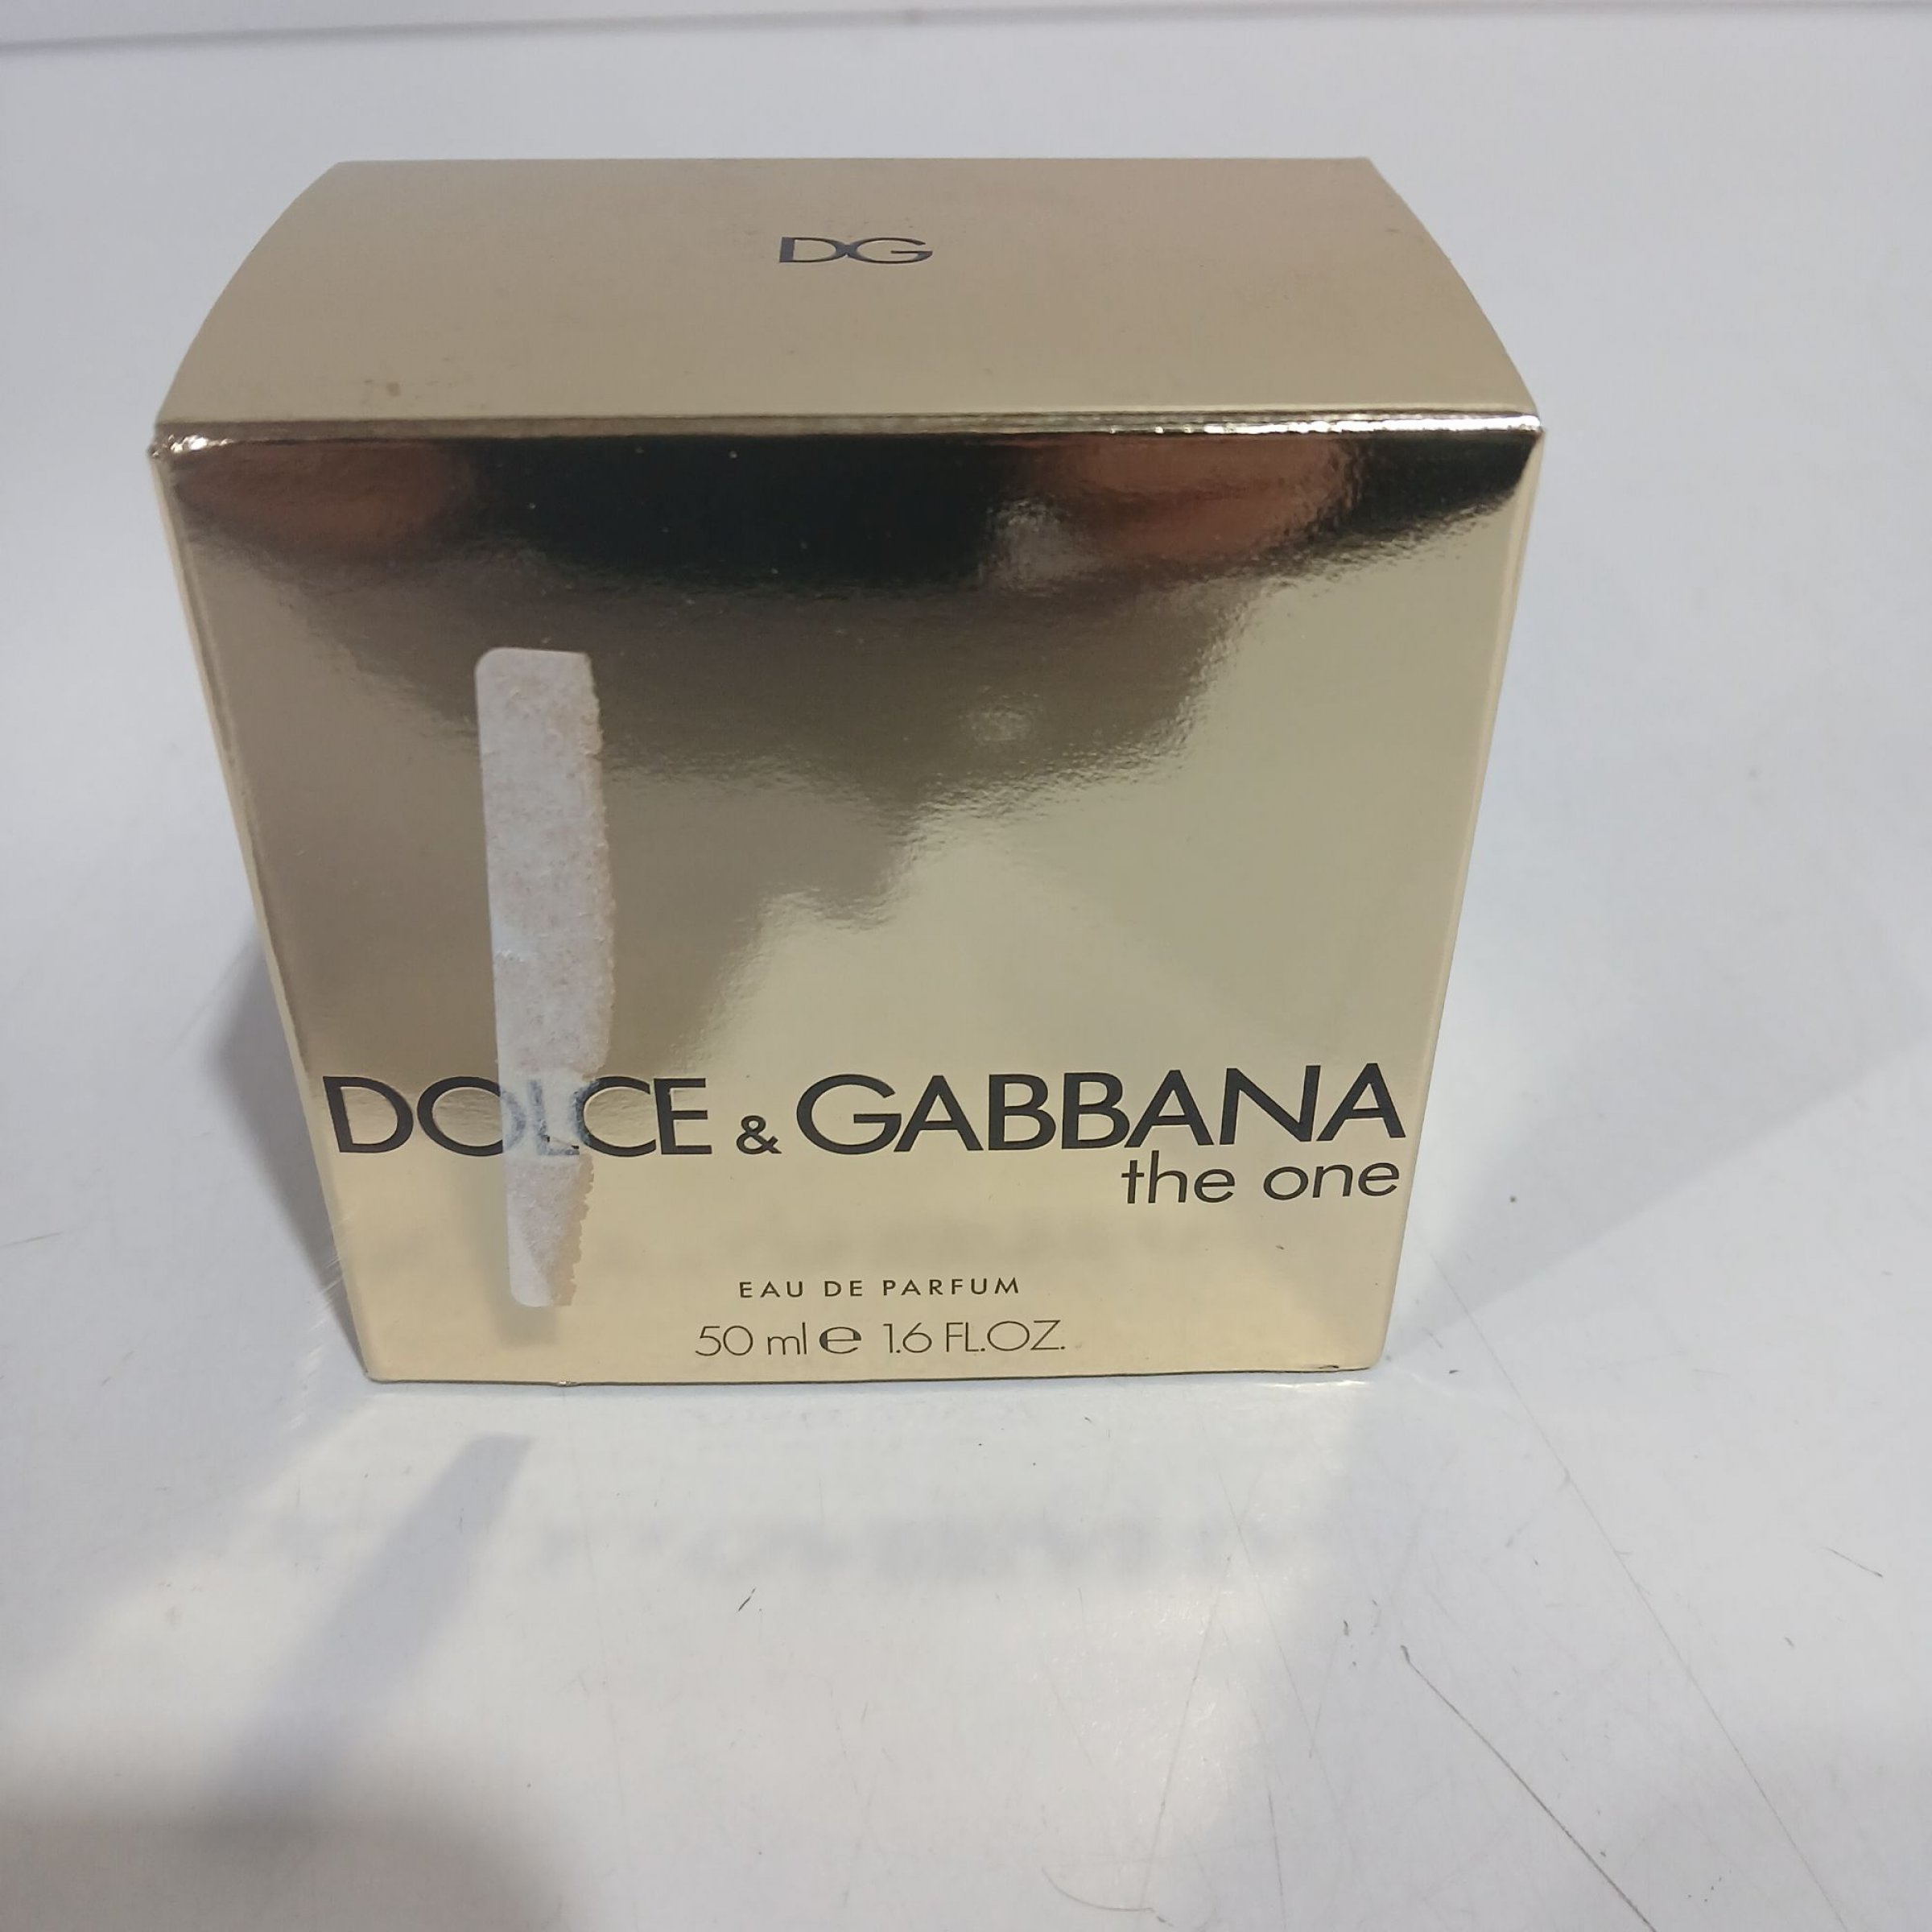 DG
DOLCE & GABBANA
the one
EAU DE PARFUM
50 ml ℮ 1.6 FL.OZ.